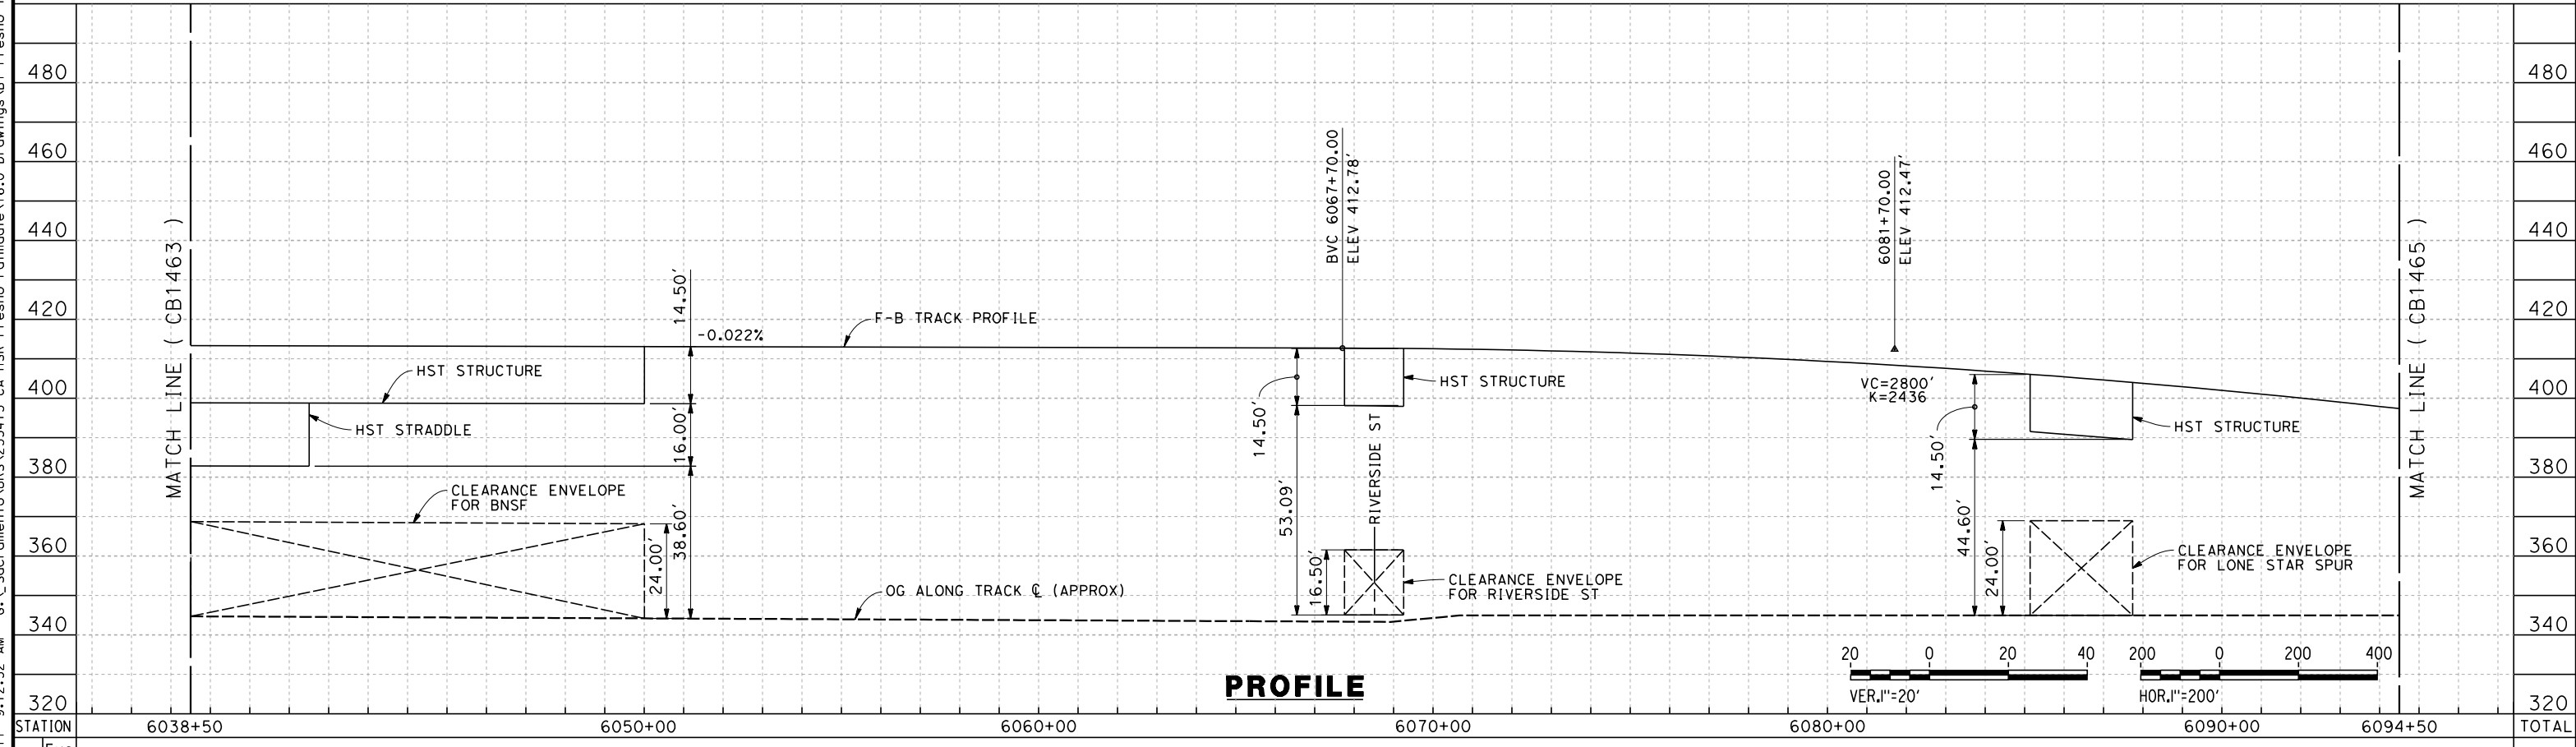 480
460
440
420
400
380
360
340
320
MATCH LINE ( CB1463 )
14.50'
16.00'
38.60'
24.00'
-0.022%
F-B TRACK PROFILE
HST STRUCTURE
HST STRADDLE
CLEARANCE ENVELOPE
FOR BNSF
OG ALONG TRACK ℄ (APPROX)
BVC 6067+70.00
ELEV 412.78'
14.50'
53.09'
16.50'
HST STRUCTURE
RIVERSIDE ST
CLEARANCE ENVELOPE
FOR RIVERSIDE ST
6081+70.00
ELEV 412.47'
VC=2800'
K=2436
14.50'
44.60'
24.00'
HST STRUCTURE
CLEARANCE ENVELOPE
FOR LONE STAR SPUR
MATCH LINE ( CB1465 )
480
460
440
420
400
380
360
340
320
PROFILE
20 0 20 40
VER.1"=20'
200 0 200 400
HOR.1"=200'
STATION 6038+50 6050+00 6060+00 6070+00 6080+00 6090+00 6094+50 TOTAL